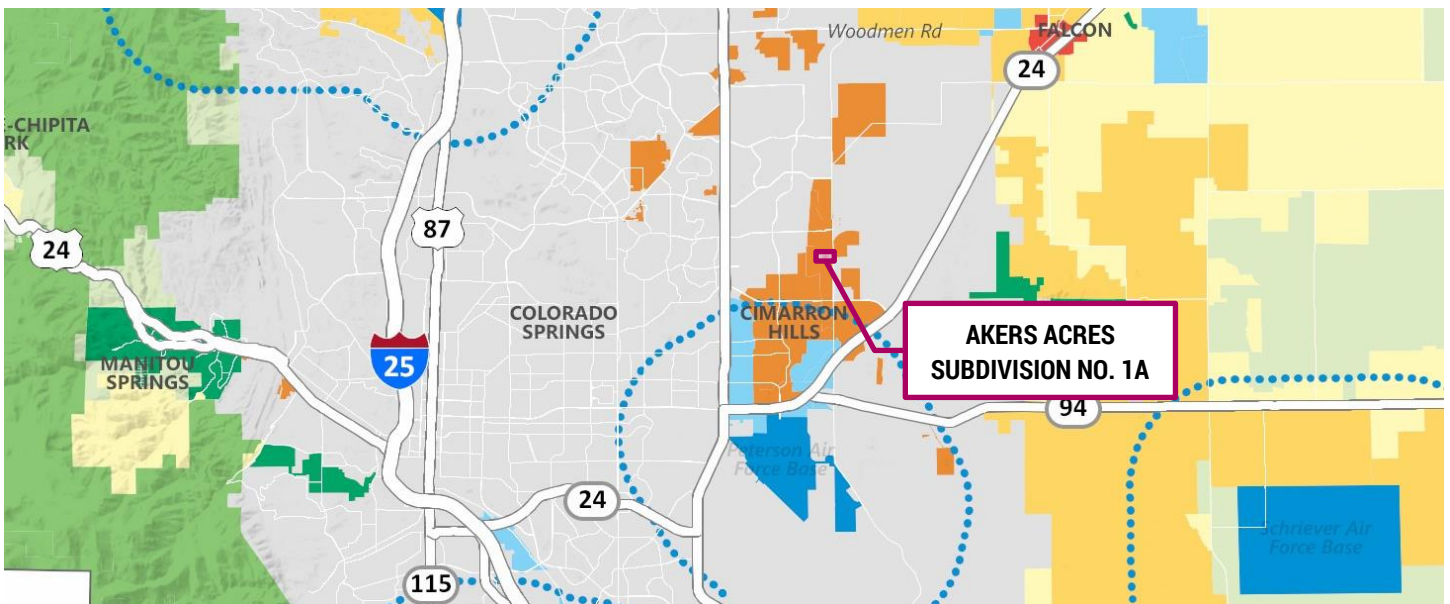 Woodmen Rd
FALCON
24
E-CHIPITA
RK
87
24
COLORADO
SPRINGS
CIMARRON
HILLS
AKERS ACRES
SUBDIVISION NO. 1A
25
MANITOU
SPRINGS
94
Peterson Air
Force Base
24
Schriever Air
Force Base
115